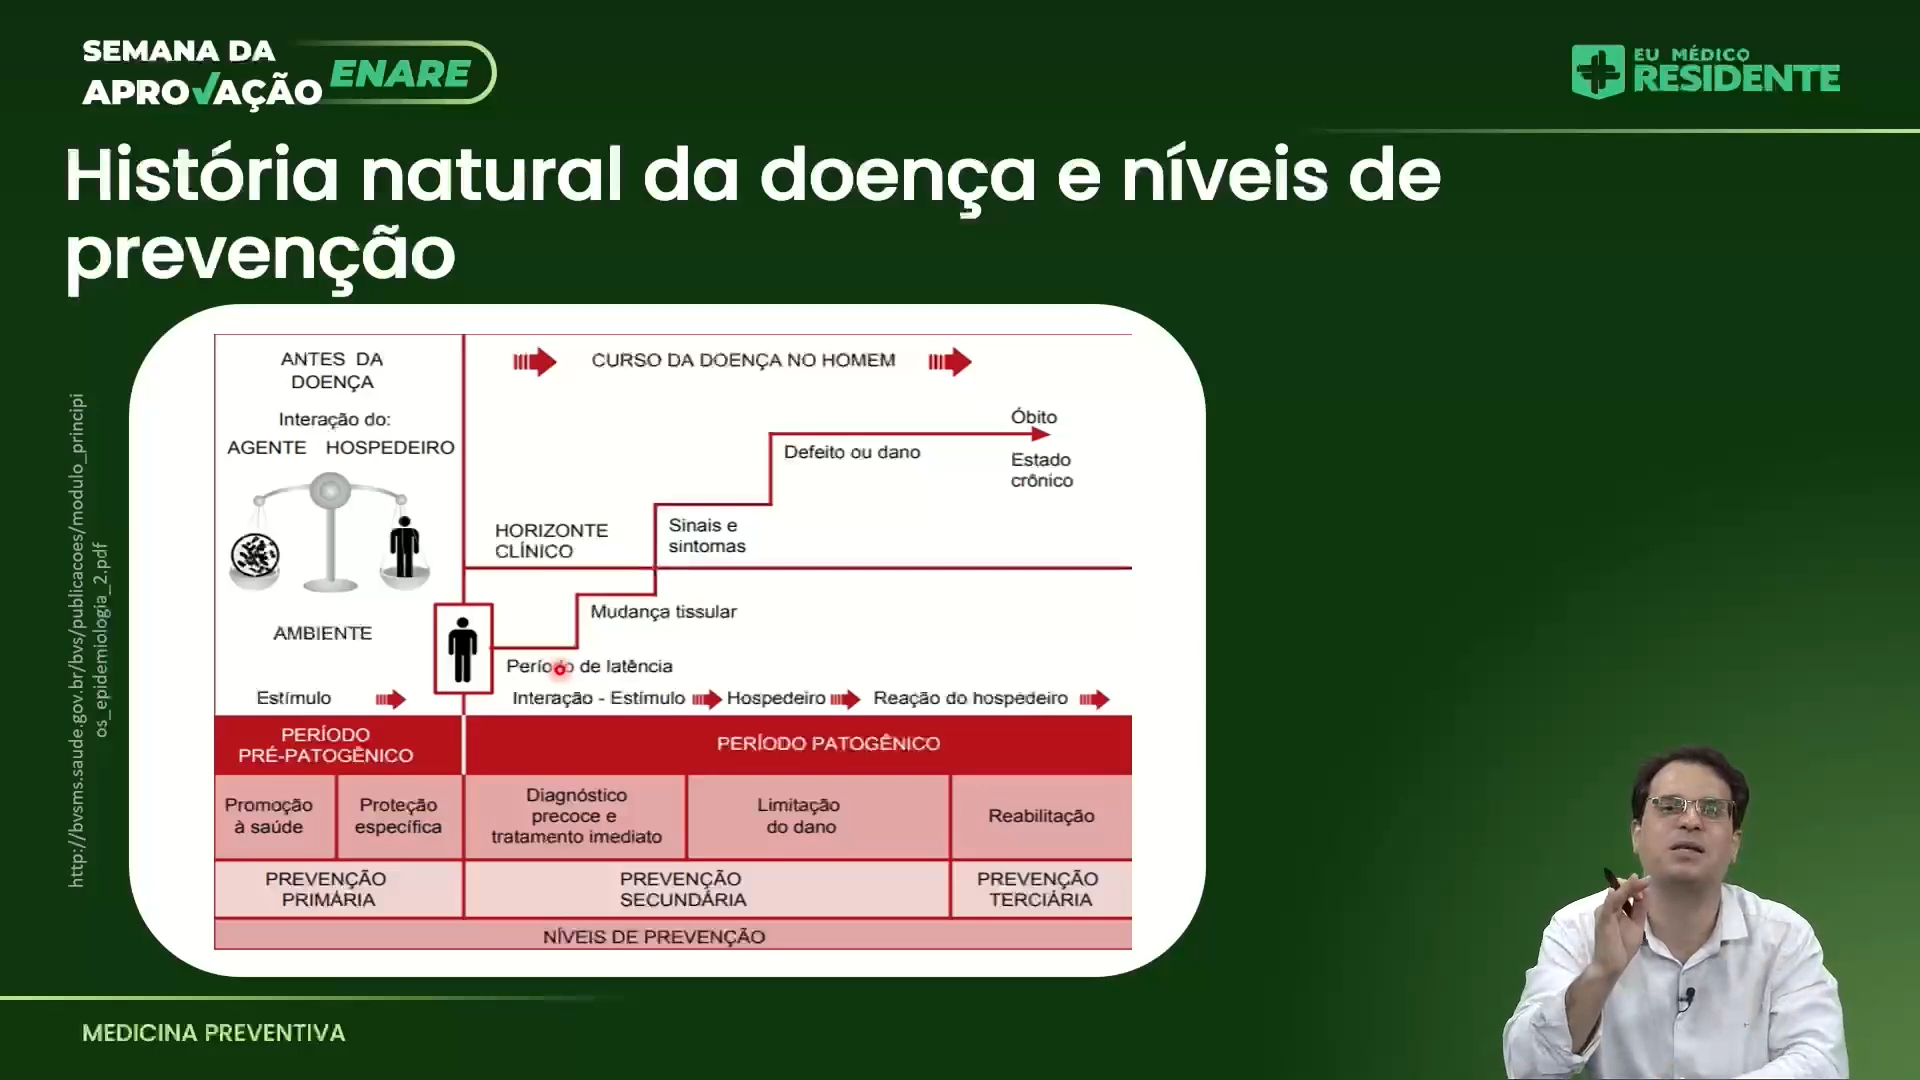 SEMANA DA
APROVAÇÃO
ENARE
EU MÉDICO
RESIDENTE
História natural da doença e níveis de
prevenção
http://bvsms.saude.gov.br/bvs/publicacoes/modulo_principi
os_epidemiologia_2.pdf
ANTES DA
DOENÇA
Interação do:
AGENTE HOSPEDEIRO
AMBIENTE
Estímulo
CURSO DA DOENÇA NO HOMEM
Óbito
Defeito ou dano
Estado
crônico
HORIZONTE
CLÍNICO
Sinais e
sintomas
Mudança tissular
Período de latência
Interação - Estímulo Hospedeiro Reação do hospedeiro
PERÍODO
PRÉ-PATOGÊNICO
PERÍODO PATOGÊNICO
Promoção
à saúde
Proteção
específica
Diagnóstico
precoce e
tratamento imediato
Limitação
do dano
Reabilitação
PREVENÇÃO
PRIMÁRIA
PREVENÇÃO
SECUNDÁRIA
PREVENÇÃO
TERCIÁRIA
NÍVEIS DE PREVENÇÃO
MEDICINA PREVENTIVA